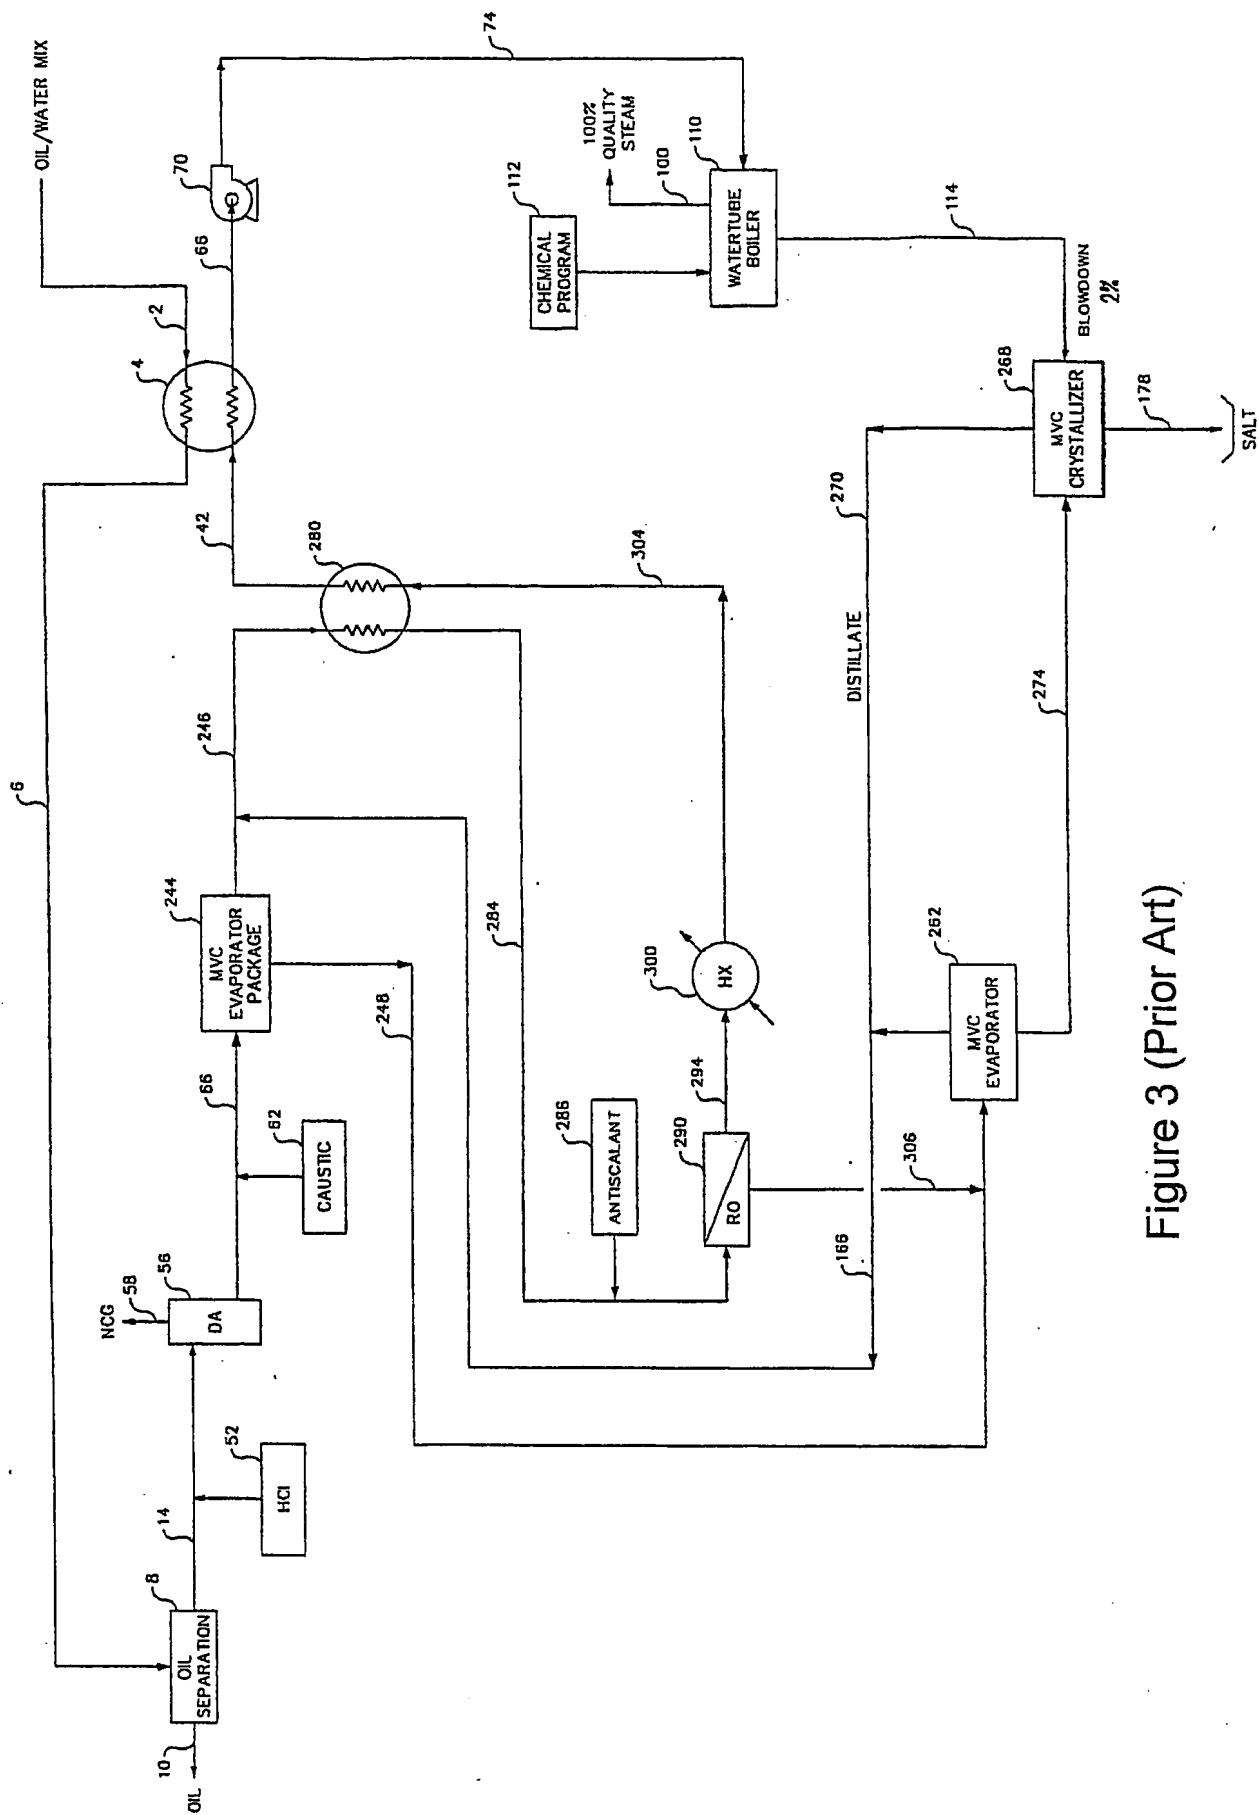 OIL/WATER MIX
74
70
66
2
4
6
42
280
304
246
244
MVC
EVAPORATOR
PACKAGE
66
62
CAUSTIC
56
58
NCG
DA
52
HCl
14
8
OIL
SEPARATION
10
OIL
248
284
286
ANTISCALANT
290
RO
294
300
HX
306
166
262
MVC
EVAPORATOR
DISTILLATE
270
274
268
MVC
CRYSTALLIZER
178
SALT
BLOWDOWN
2%
114
112
CHEMICAL
PROGRAM
100%
QUALITY
STEAM
100
110
WATERTUBE
BOILER
Figure 3 (Prior Art)